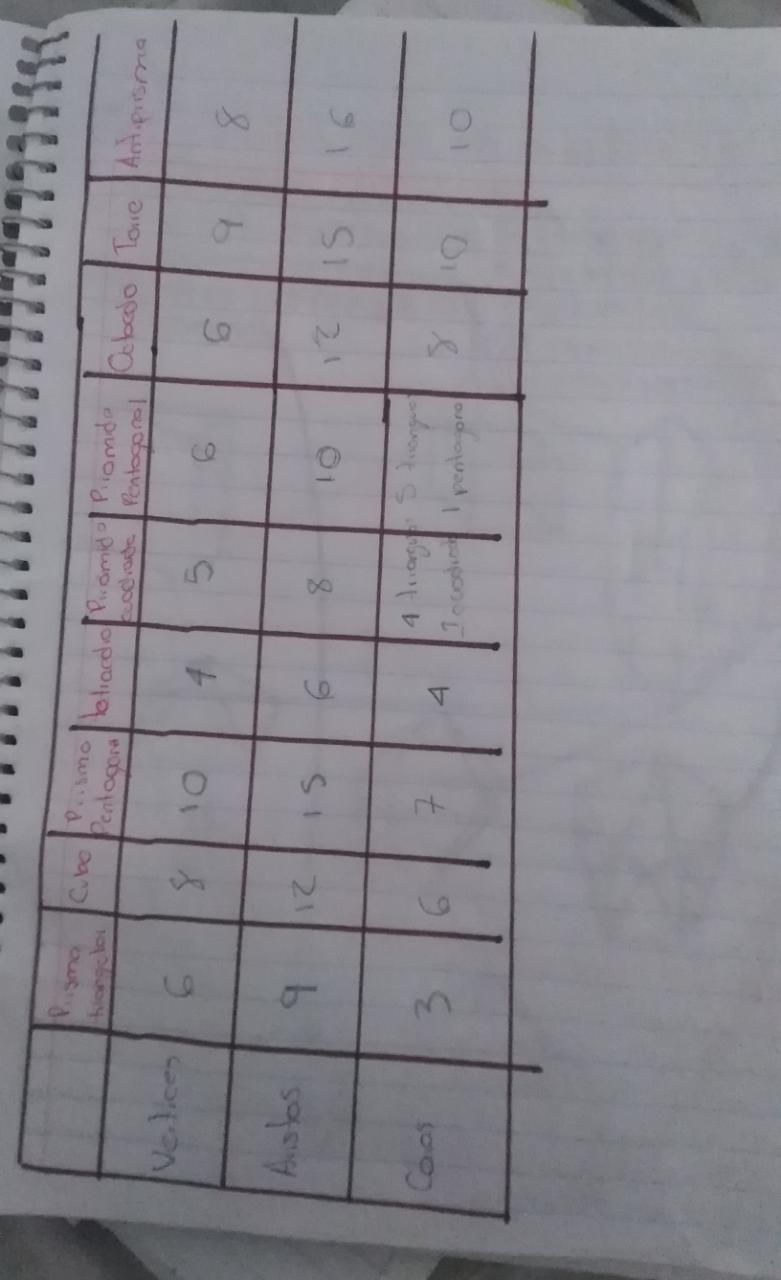 Prisma triangular Cubo Prisma Pentagonal tetraedro Piramide cuadrada Piramide Pentagonal Octaedo Torre Antiprisma
Vertices 6 8 10 4 5 6 6 9 8
Aristas 9 12 15 6 8 10 12 15 16
Caras 3 6 7 4 4 triangulos 1 cuadrado 5 triangulos 1 pentagono 8 10 10